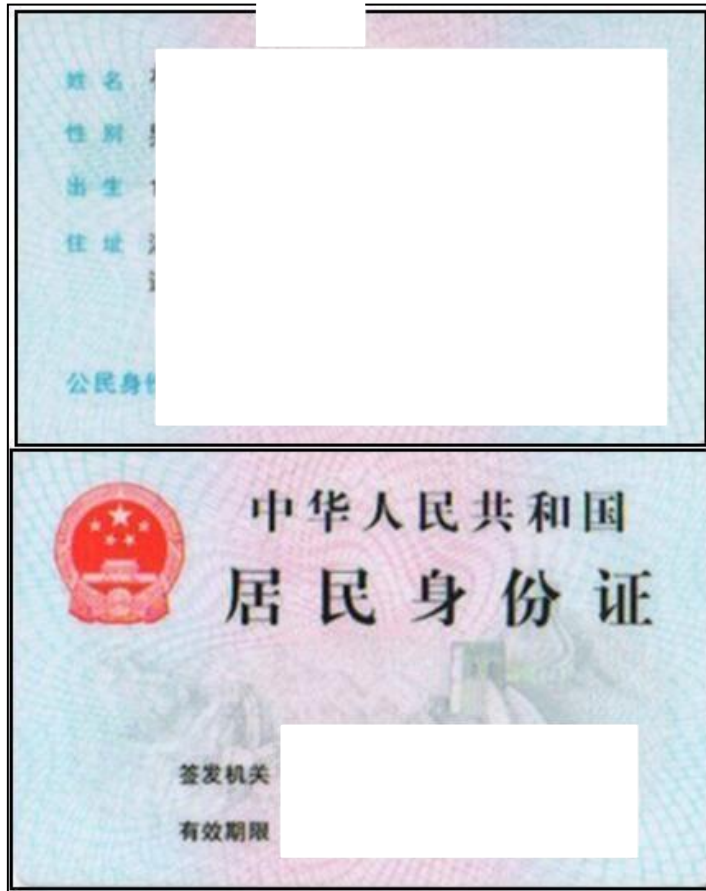 姓名
性别
出生
住址
公民身份
中华人民共和国
居民身份证
签发机关
有效期限